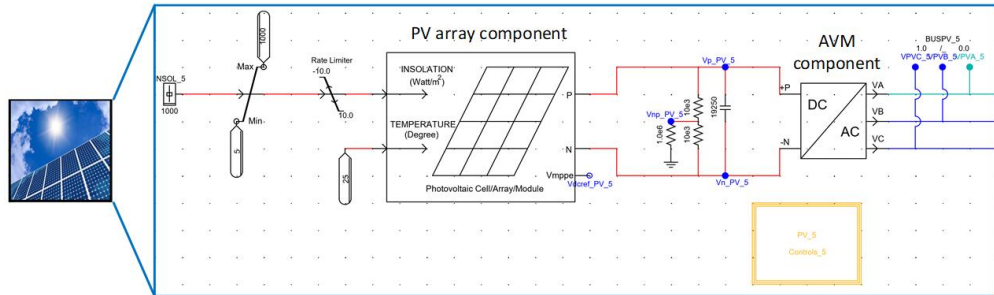 PV array component
AVM
component
1000
Rate Limiter
-10.0
10.0
NSOL_5
1000
Max
Min
5
25
INSOLATION
(Watt/m²)
TEMPERATURE
(Degree)
P
N
Vmppe
Photovoltaic Cell/Array/Module
Vdcref_PV_5
Vp_PV_5
Vnp_PV_5
Vn_PV_5
1.0e6
10e3
10e3
19250
+P
-N
DC
AC
VA
VB
VC
BUSPV_5
1.0 /_ 0.0
VPVC_5
VPVB_5
VPVA_5
PV_5
Controls_5